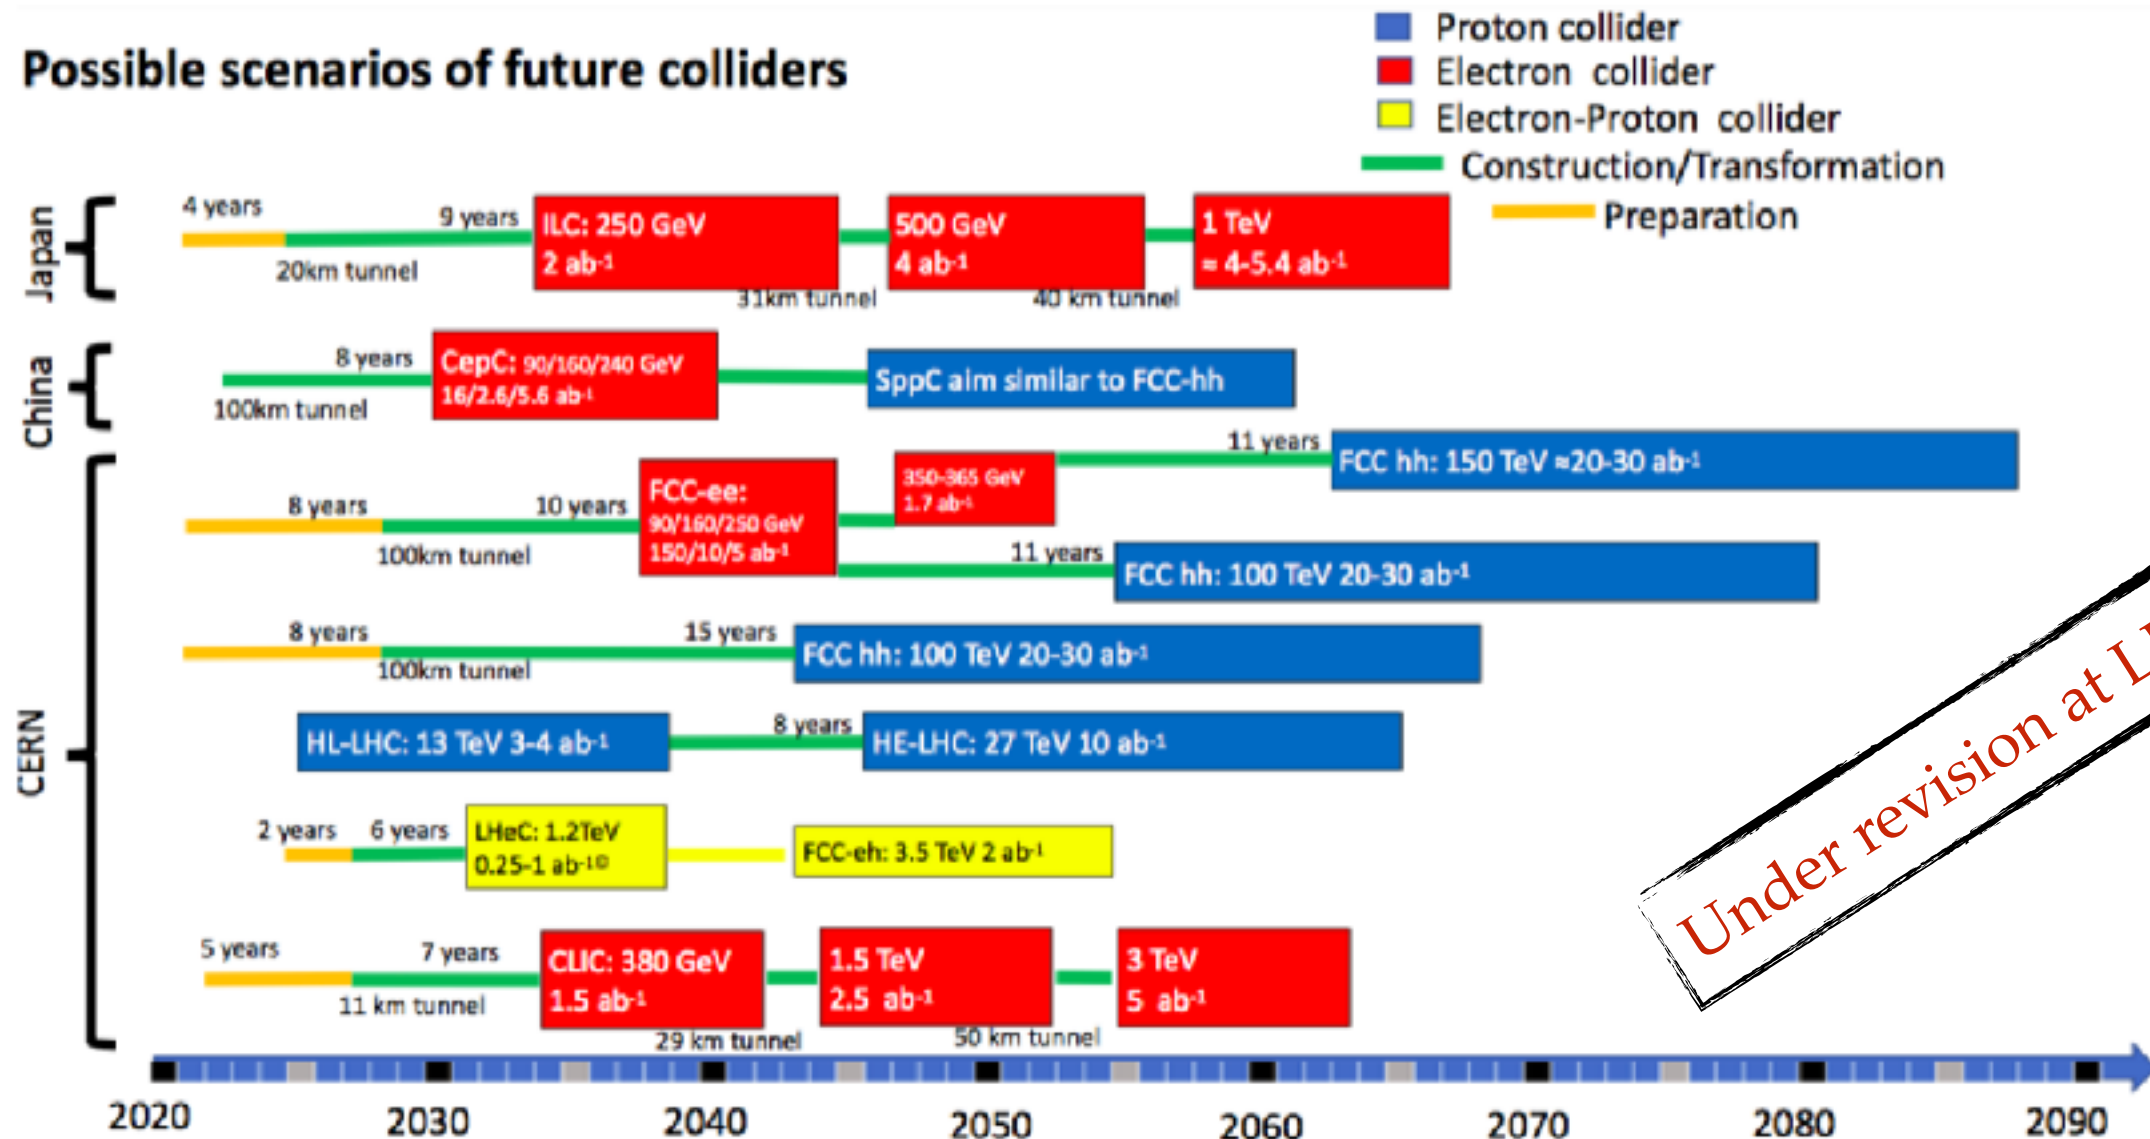 Possible scenarios of future colliders
Proton collider
Electron collider
Electron-Proton collider
Construction/Transformation
Preparation
Japan
4 years
9 years
20km tunnel
ILC: 250 GeV
2 ab-1
31km tunnel
500 GeV
4 ab-1
40 km tunnel
1 TeV
≈ 4-5.4 ab-1
China
8 years
100km tunnel
CepC: 90/160/240 GeV
16/2.6/5.6 ab-1
SppC aim similar to FCC-hh
CERN
8 years
10 years
100km tunnel
FCC-ee:
90/160/250 GeV
150/10/5 ab-1
350-365 GeV
1.7 ab-1
11 years
FCC hh: 150 TeV ≈20-30 ab-1
11 years
FCC hh: 100 TeV 20-30 ab-1
8 years
15 years
100km tunnel
FCC hh: 100 TeV 20-30 ab-1
HL-LHC: 13 TeV 3-4 ab-1
8 years
HE-LHC: 27 TeV 10 ab-1
2 years
6 years
LHeC: 1.2TeV
0.25-1 ab-1
FCC-eh: 3.5 TeV 2 ab-1
5 years
7 years
11 km tunnel
CLIC: 380 GeV
1.5 ab-1
29 km tunnel
1.5 TeV
2.5 ab-1
50 km tunnel
3 TeV
5 ab-1
Under revision at
2020 2030 2040 2050 2060 2070 2080 2090